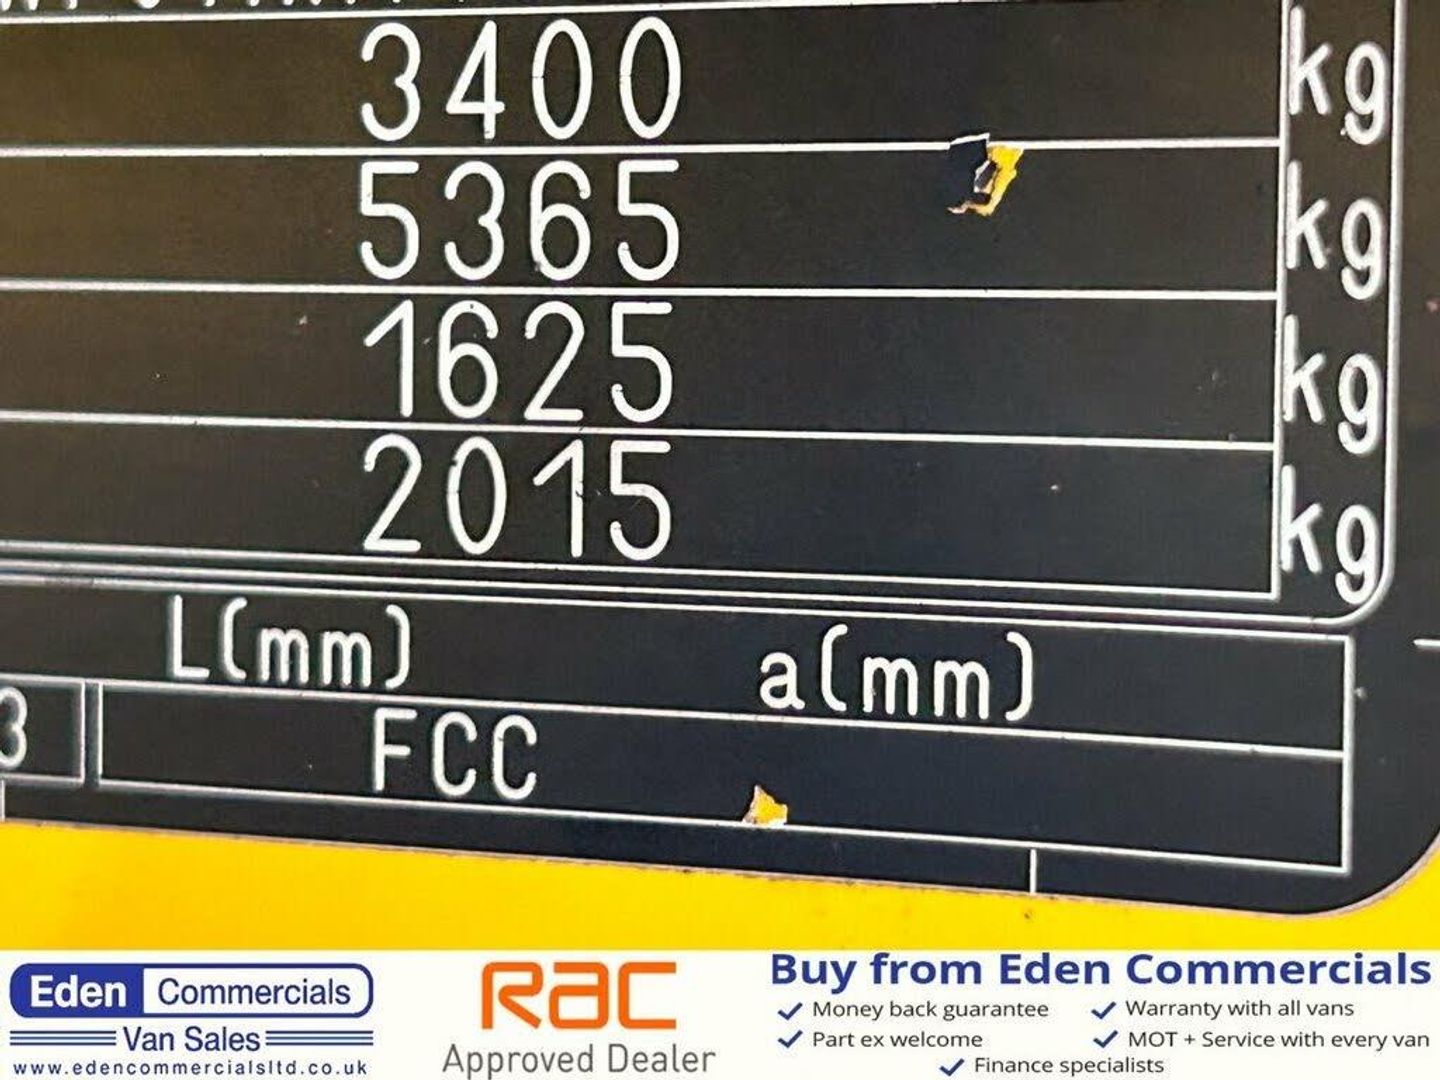 3400 kg
5365 kg
1625 kg
2015 kg
L(mm) a(mm)
3 FCC
Eden Commercials
Van Sales
www.edencommercialsltd.co.uk
RAC
Approved Dealer
Buy from Eden Commercials
Money back guarantee
Warranty with all vans
Part ex welcome
MOT + Service with every van
Finance specialists